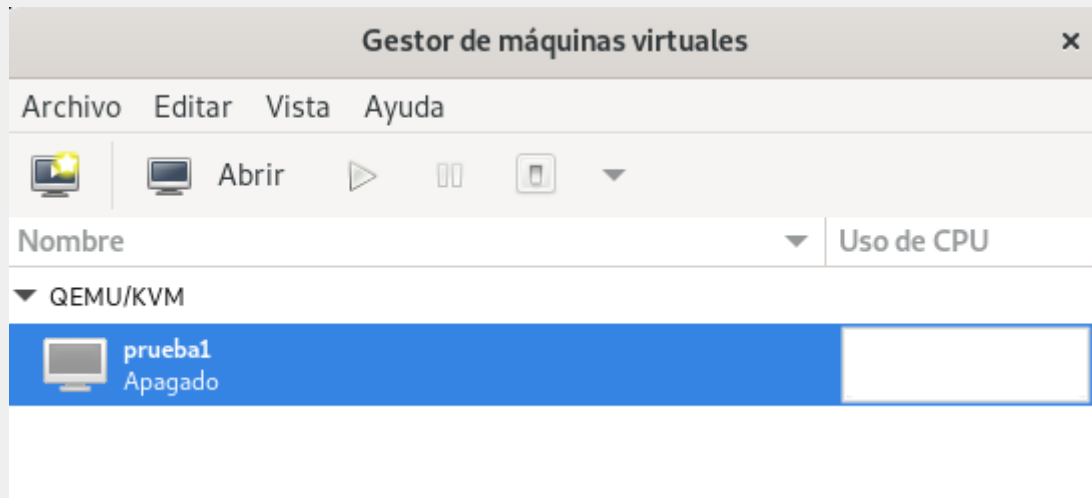 Gestor de máquinas virtuales
Archivo Editar Vista Ayuda
Abrir
Nombre Uso de CPU
QEMU/KVM
prueba1
Apagado